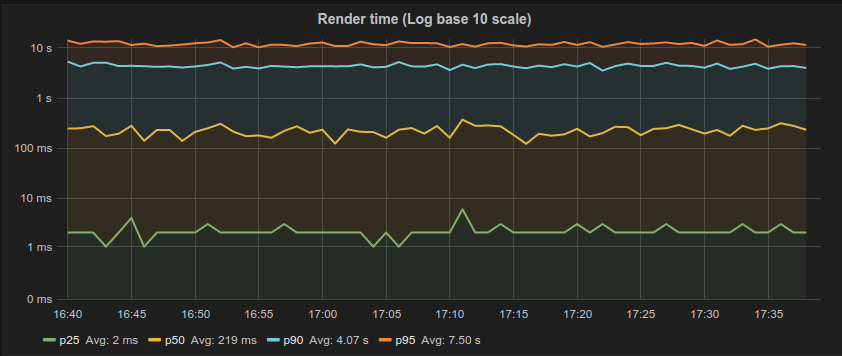 Render time (Log base 10 scale)
10 s
1 s
100 ms
10 ms
1 ms
0 ms
16:40 16:45 16:50 16:55 17:00 17:05 17:10 17:15 17:20 17:25 17:30 17:35
p25 Avg: 2 ms p50 Avg: 219 ms p90 Avg: 4.07 s p95 Avg: 7.50 s